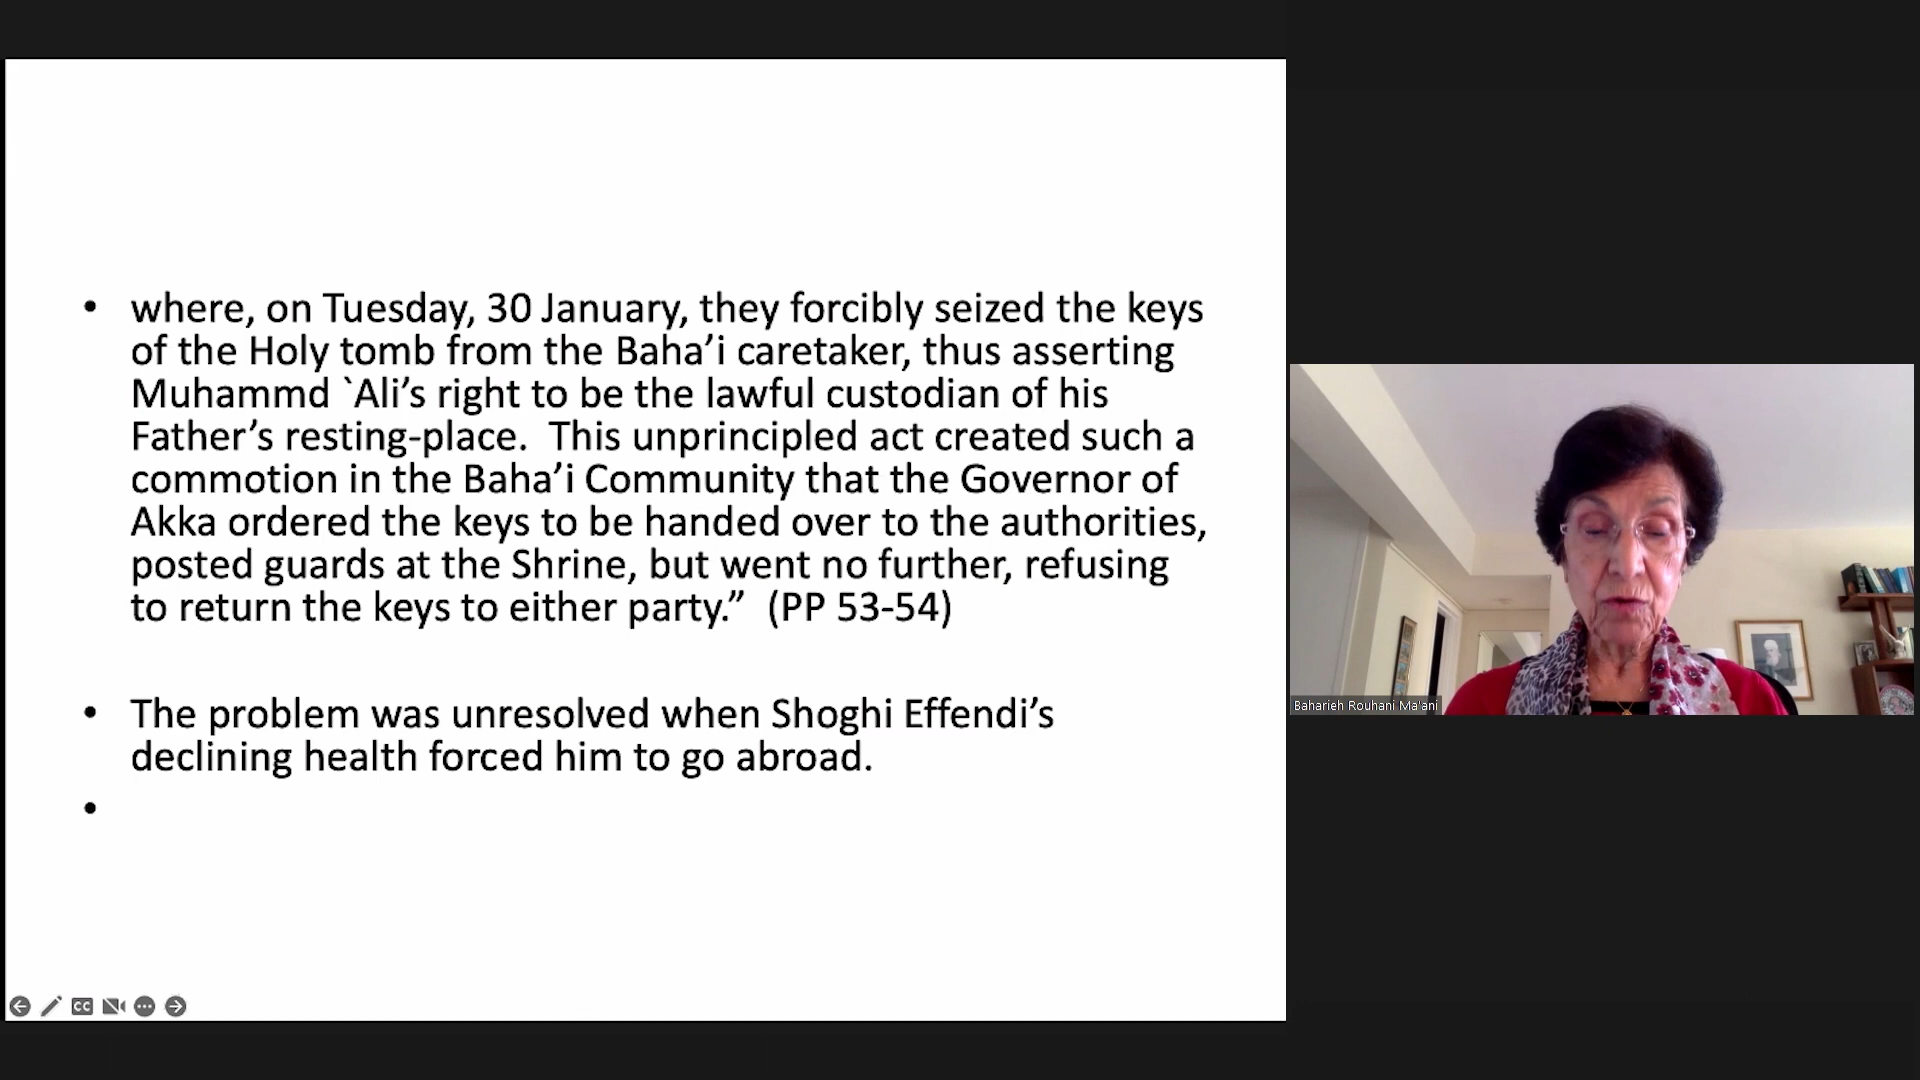 • where, on Tuesday, 30 January, they forcibly seized the keys
of the Holy tomb from the Baha’i caretaker, thus asserting
Muhammd `Ali’s right to be the lawful custodian of his
Father’s resting-place.  This unprincipled act created such a
commotion in the Baha’i Community that the Governor of
Akka ordered the keys to be handed over to the authorities,
posted guards at the Shrine, but went no further, refusing
to return the keys to either party.”  (PP 53-54)
• The problem was unresolved when Shoghi Effendi’s
declining health forced him to go abroad.
•
CC
Baharieh Rouhani Ma'ani